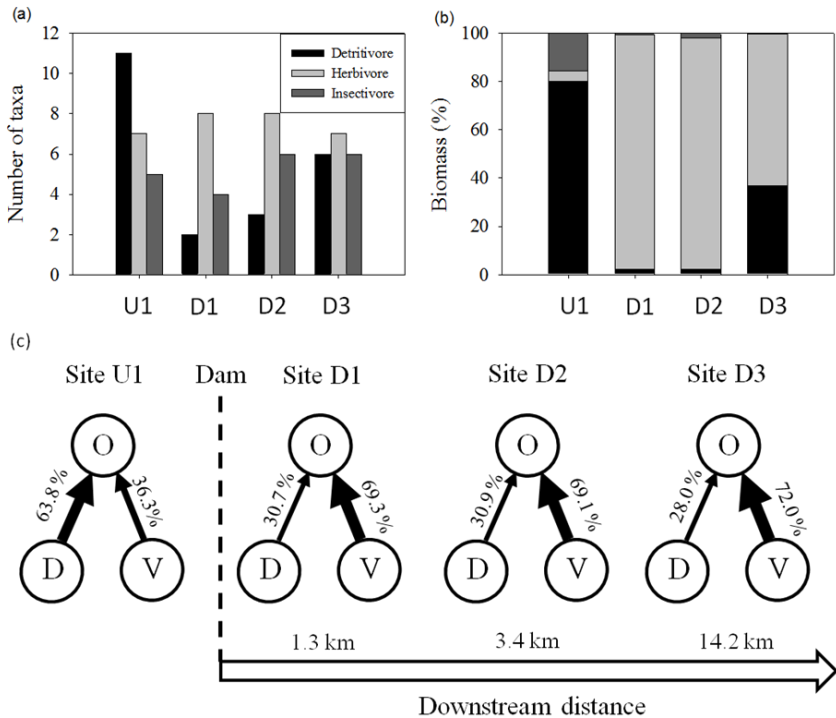 (a)
12
10
8
6
4
2
0
Number of taxa
Detritivore
Herbivore
Insectivore
U1 D1 D2 D3
(b)
100
80
60
40
20
0
Biomass (%)
U1 D1 D2 D3
(c)
Site U1 Dam Site D1 Site D2 Site D3
O O O O
63.8 % 36.3% 30.7 % 69.3 % 30.9 % 69.1 % 28.0 % 72.0 %
D V D V D V D V
1.3 km 3.4 km 14.2 km
Downstream distance